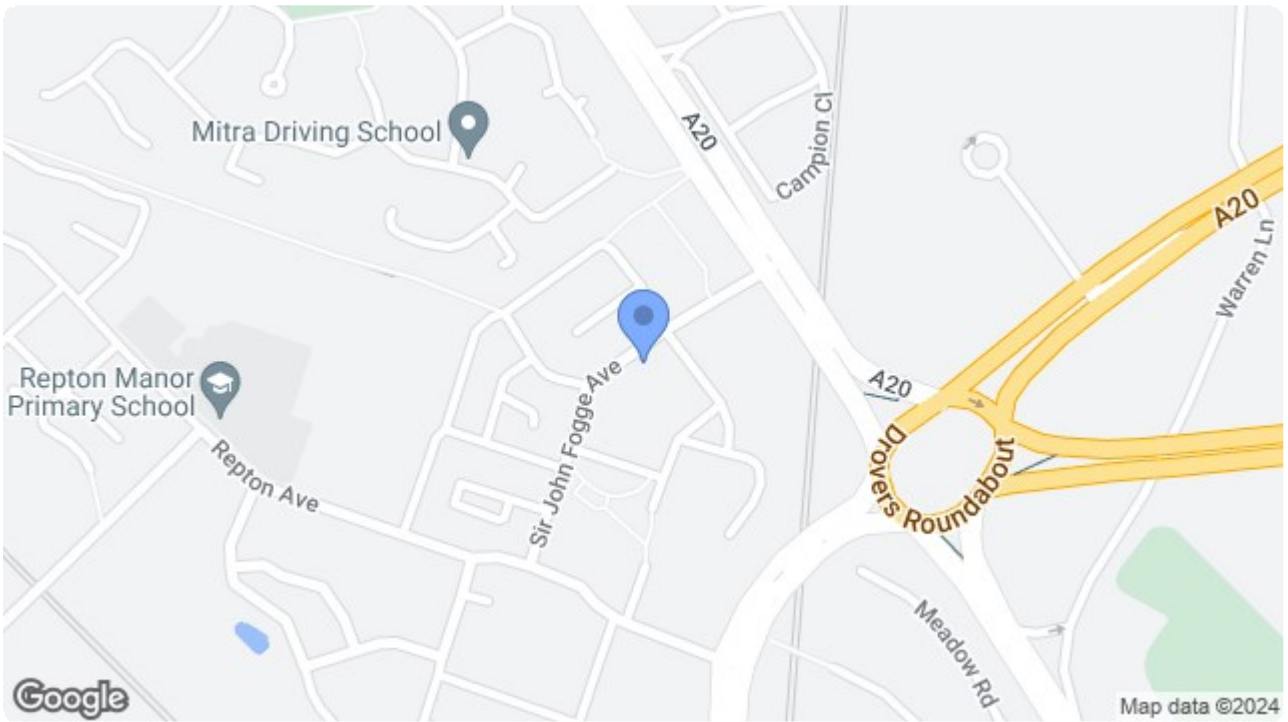 Mitra Driving School
A20
Campion Cl
A20
Warren Ln
Repton Manor
Primary School
Sir John Fogge Ave
A20
Repton Ave
Drovers Roundabout
Meadow Rd
Google
Map data ©2024